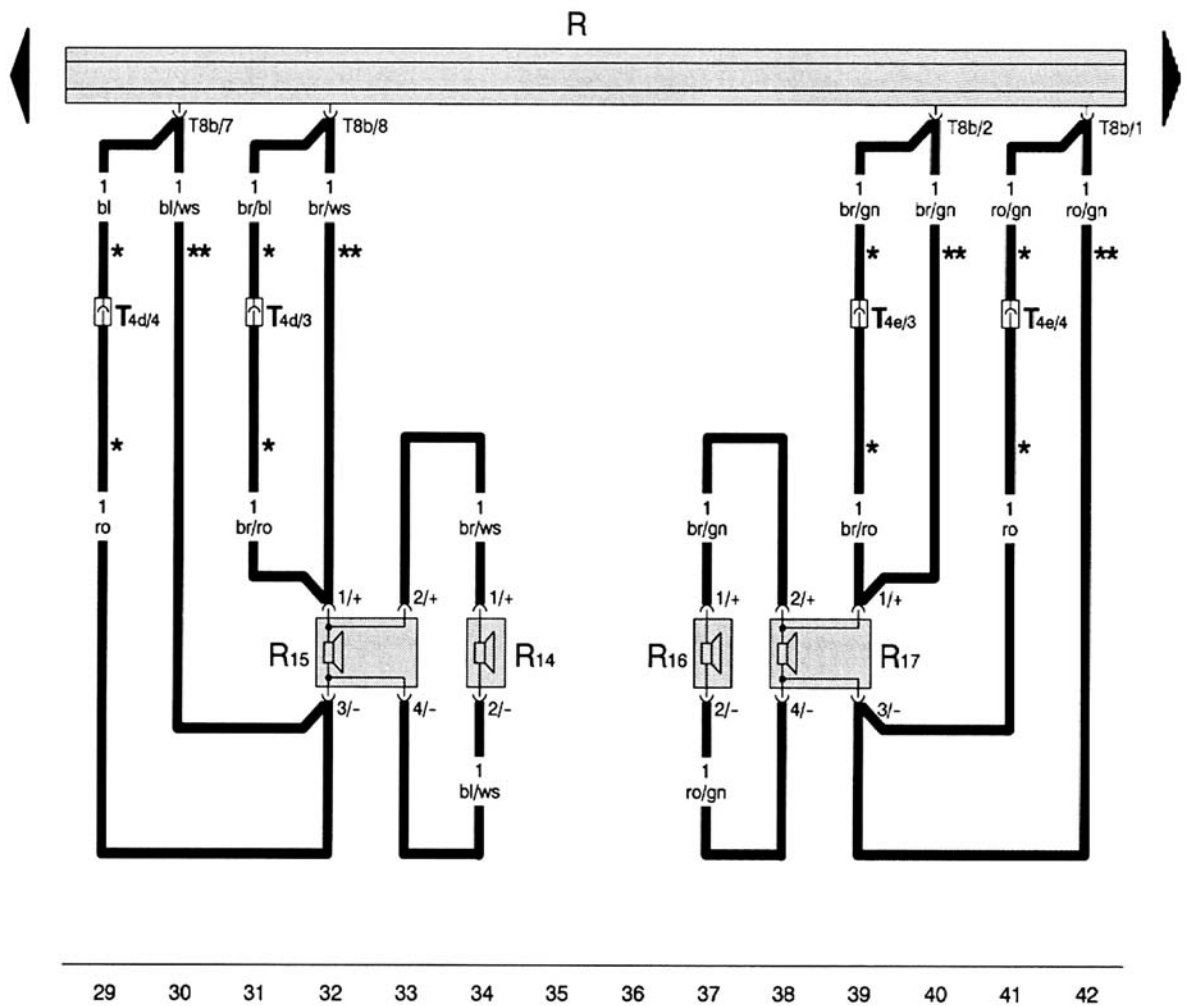 R
T8b/7 T8b/8 T8b/2 T8b/1
1 1 1 1 1 1 1 1
bl bl/ws br/bl br/ws br/gn br/gn ro/gn ro/gn
* ** * ** * ** * **
T4d/4 T4d/3 T4e/3 T4e/4
* * * *
1 1 1 1 1 1
ro br/ro br/ws br/gn br/ro ro
1/+ 2/+ 1/+ 1/+ 2/+ 1/+
R15 R14 R16 R17
3/- 4/- 2/- 2/- 4/- 3/-
1 1
bl/ws ro/gn
29 30 31 32 33 34 35 36 37 38 39 40 41 42